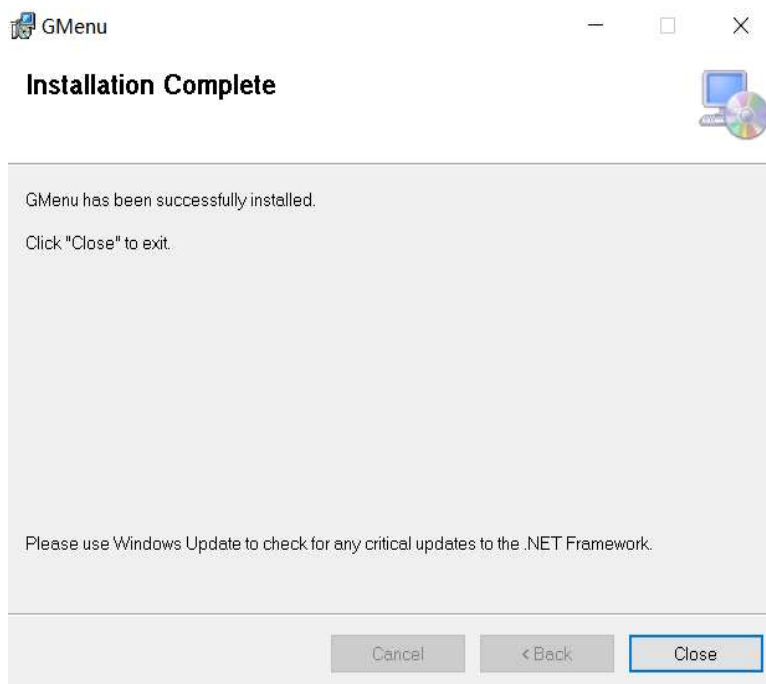 GMenu
Installation Complete
GMenu has been successfully installed.
Click "Close" to exit.
Please use Windows Update to check for any critical updates to the .NET Framework.
Cancel
< Back
Close